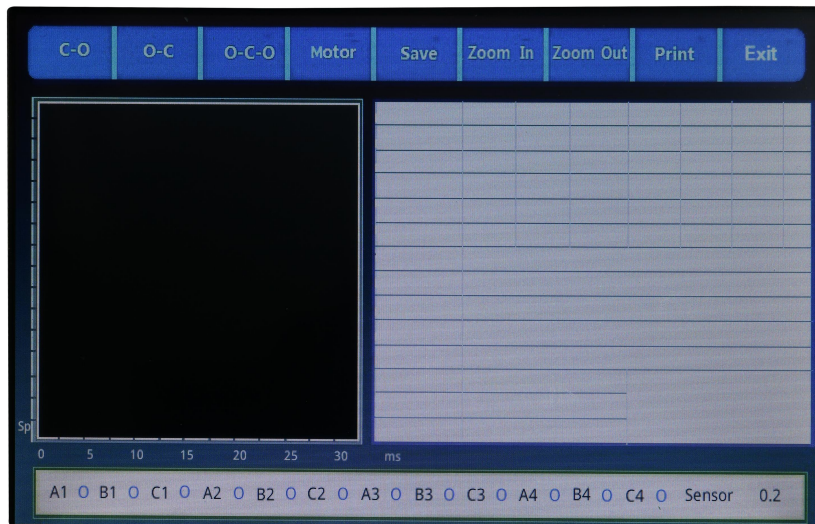 C-O O-C O-C-O Motor Save Zoom In Zoom Out Print Exit
Sp
0 5 10 15 20 25 30 ms
A1 O B1 O C1 O A2 O B2 O C2 O A3 O B3 O C3 O A4 O B4 O C4 O Sensor 0.2